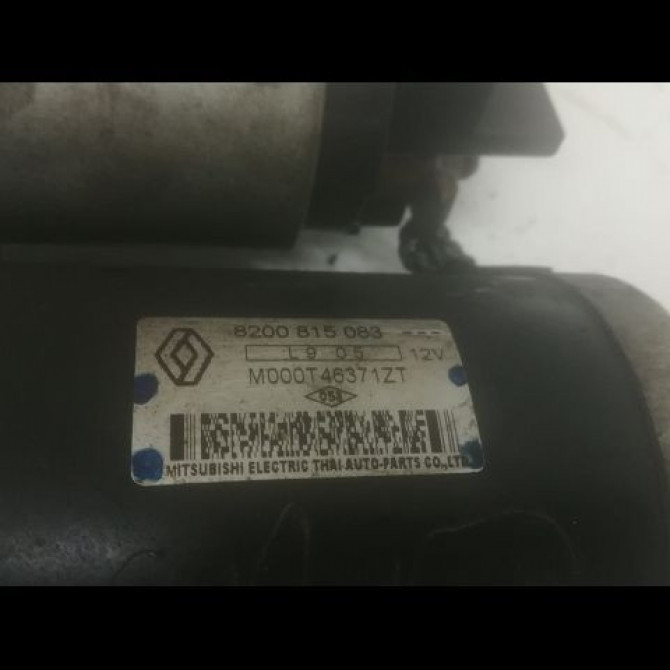 8200 815 083 ---
L9 05 12V
M000T46371ZT
MITSUBISHI ELECTRIC THAI AUTO-PARTS CO.,LTD